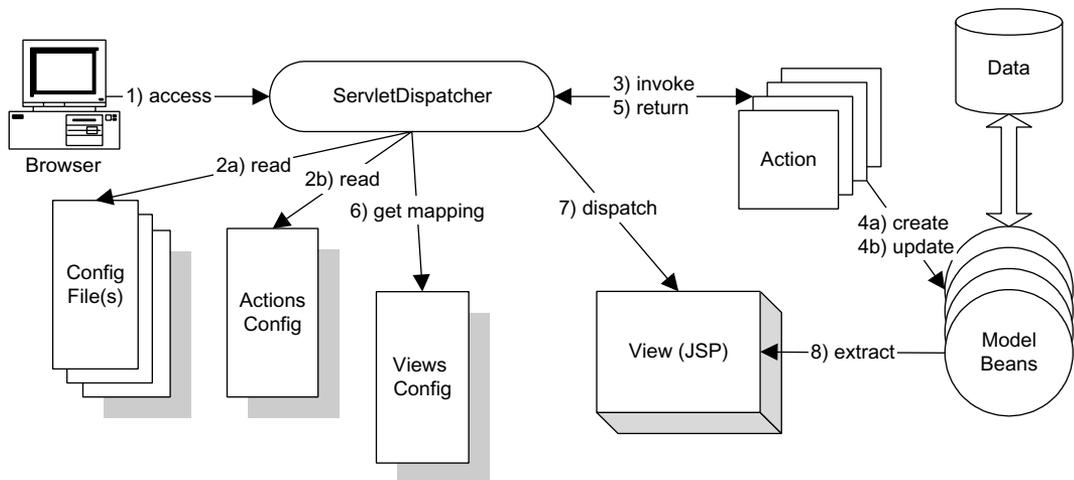 Data
1) access
ServletDispatcher
3) invoke
5) return
Browser
Action
2a) read
2b) read
6) get mapping
7) dispatch
4a) create
4b) update
Config
File(s)
Actions
Config
Views
Config
View (JSP)
8) extract
Model
Beans